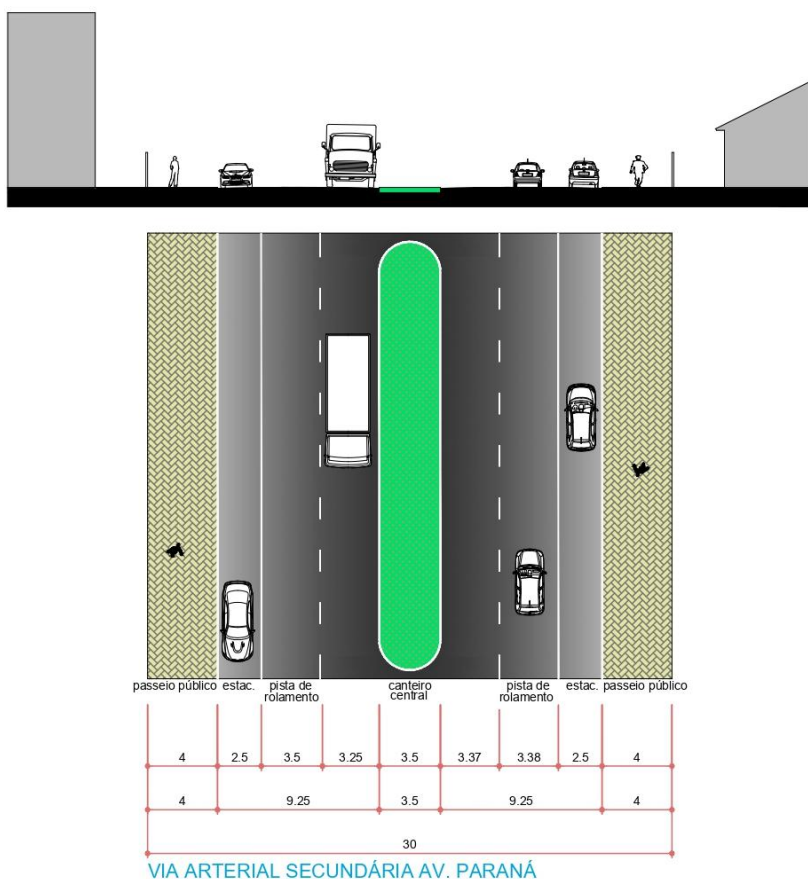 passeio público estac. pista de rolamento canteiro central pista de rolamento estac. passeio público
4 2.5 3.5 3.25 3.5 3.37 3.38 2.5 4
4 9.25 3.5 9.25 4
30
VIA ARTERIAL SECUNDÁRIA AV. PARANÁ